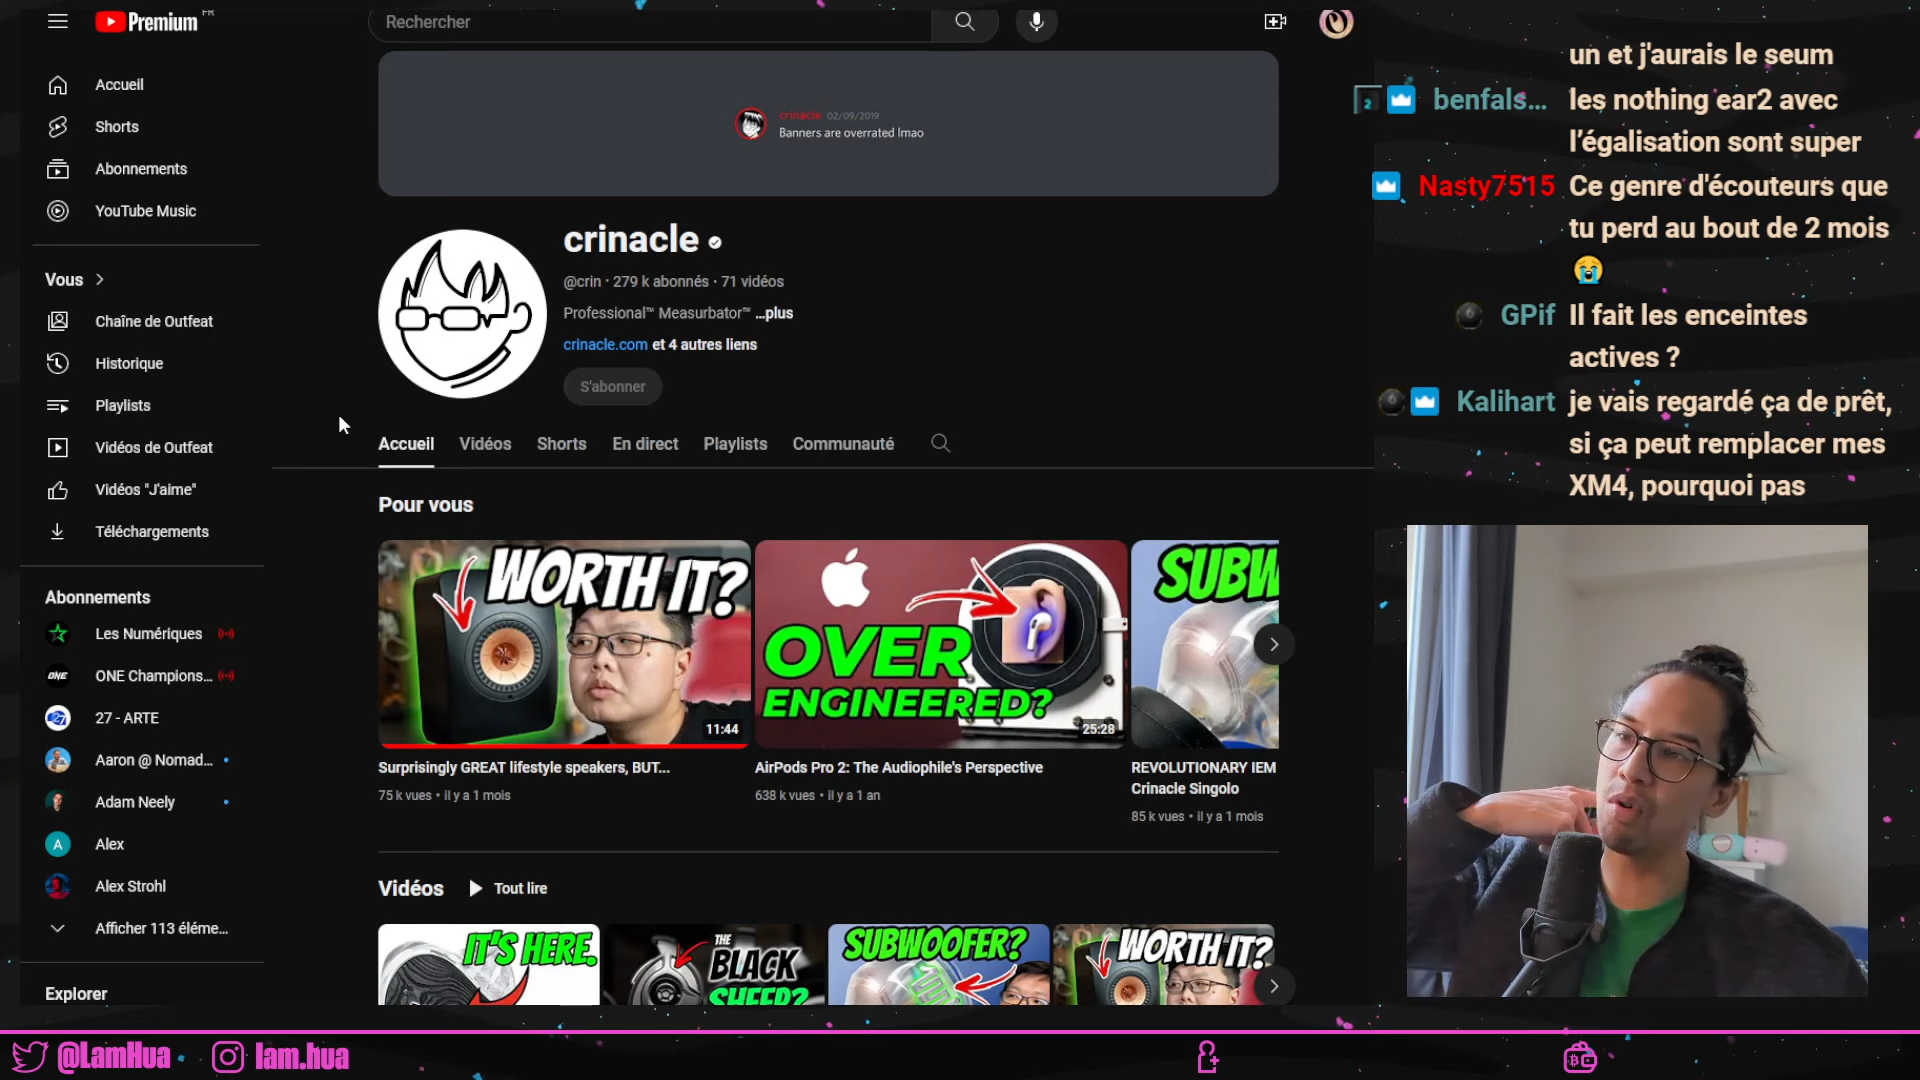 Premium FR
Rechercher
Accueil
Shorts
Abonnements
YouTube Music
Vous
Chaîne de Outfeat
Historique
Playlists
Vidéos de Outfeat
Vidéos "J'aime"
Téléchargements
Abonnements
Les Numériques
ONE Champions...
27 - ARTE
Aaron @ Nomad...
Adam Neely
A Alex
Alex Strohl
Afficher 113 éléme...
Explorer
crinacle 02/09/2019
Banners are overrated lmao
crinacle
@crin · 279 k abonnés · 71 vidéos
Professional™ Measurbator™ ...plus
crinacle.com et 4 autres liens
S'abonner
Accueil Vidéos Shorts En direct Playlists Communauté
Pour vous
WORTH IT?
11:44
Surprisingly GREAT lifestyle speakers, BUT...
75 k vues · il y a 1 mois
OVER
ENGINEERED?
25:28
AirPods Pro 2: The Audiophile's Perspective
638 k vues · il y a 1 an
SUBW
REVOLUTIONARY IEM
Crinacle Singolo
85 k vues · il y a 1 mois
Vidéos Tout lire
IT'S HERE.
THE
BLACK
SHEEP?
SUBWOOFER?
WORTH IT?
un et j'aurais le seum
2 benfals... les nothing ear2 avec
l'égalisation sont super
Nasty7515 Ce genre d'écouteurs que
tu perd au bout de 2 mois
😭
GPif Il fait les enceintes
actives ?
Kalihart je vais regardé ça de prêt,
si ça peut remplacer mes
XM4, pourquoi pas
@LamHua lam.hua